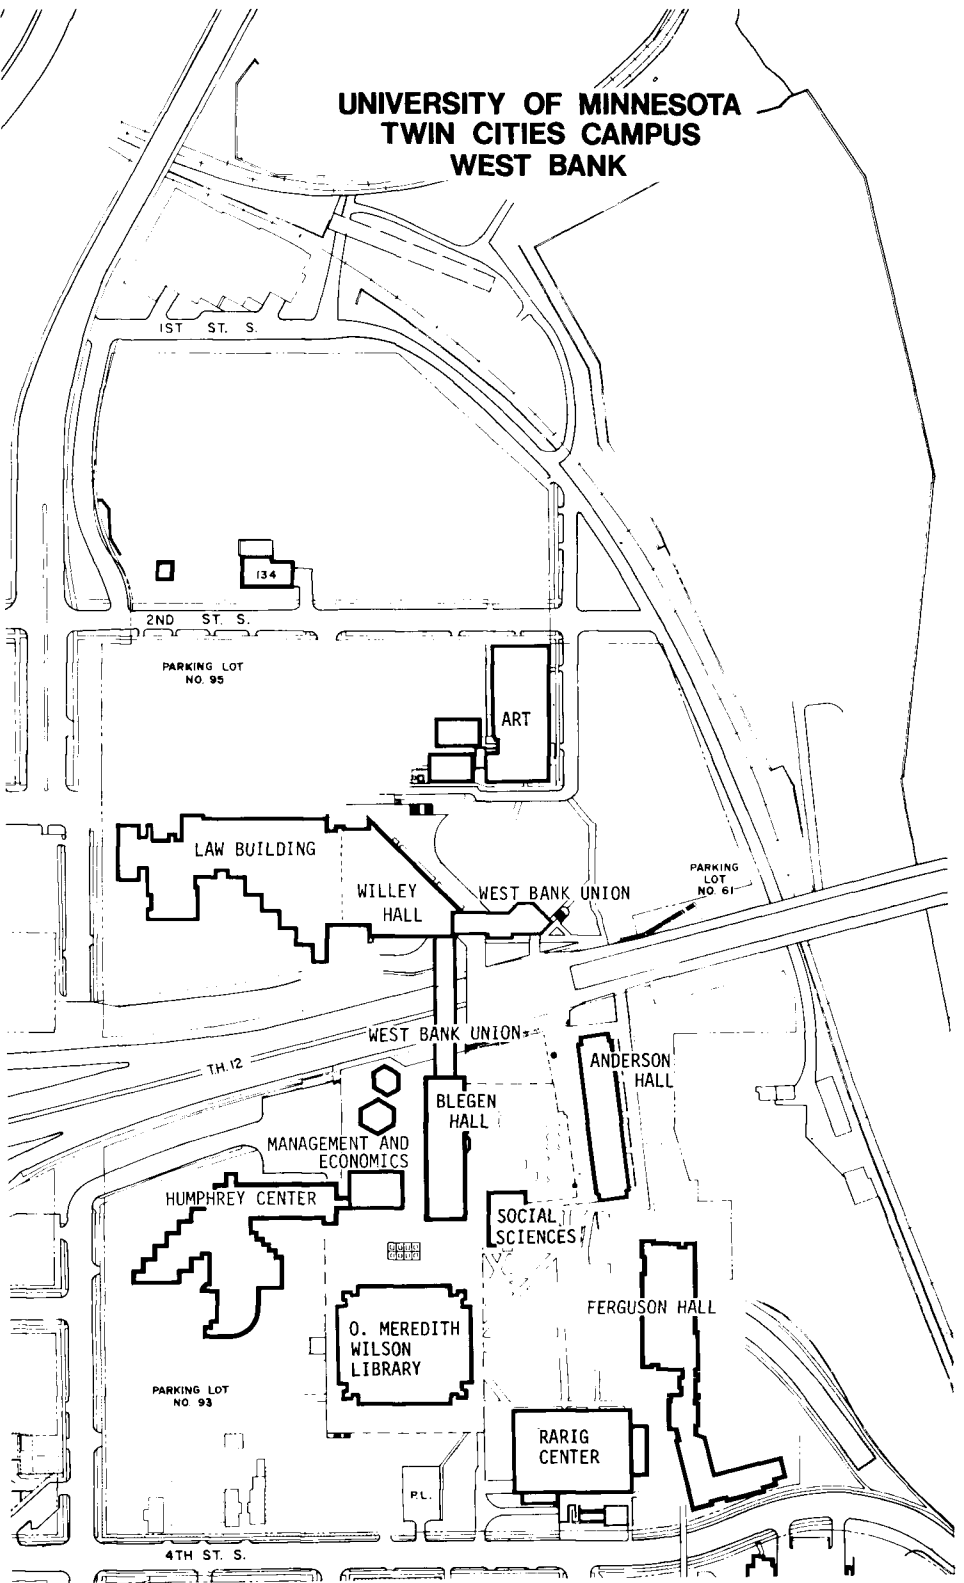 UNIVERSITY OF MINNESOTA
TWIN CITIES CAMPUS
WEST BANK
1ST ST. S.
134
2ND ST. S.
PARKING LOT
NO. 95
ART
LAW BUILDING
WILLEY
HALL
WEST BANK UNION
PARKING
LOT
NO. 61
WEST BANK UNION
T.H. 12
ANDERSON
HALL
BLEGEN
HALL
MANAGEMENT AND
ECONOMICS
HUMPHREY CENTER
SOCIAL
SCIENCES
FERGUSON HALL
O. MEREDITH
WILSON
LIBRARY
PARKING LOT
NO. 93
RARIG
CENTER
P.L.
4TH ST. S.